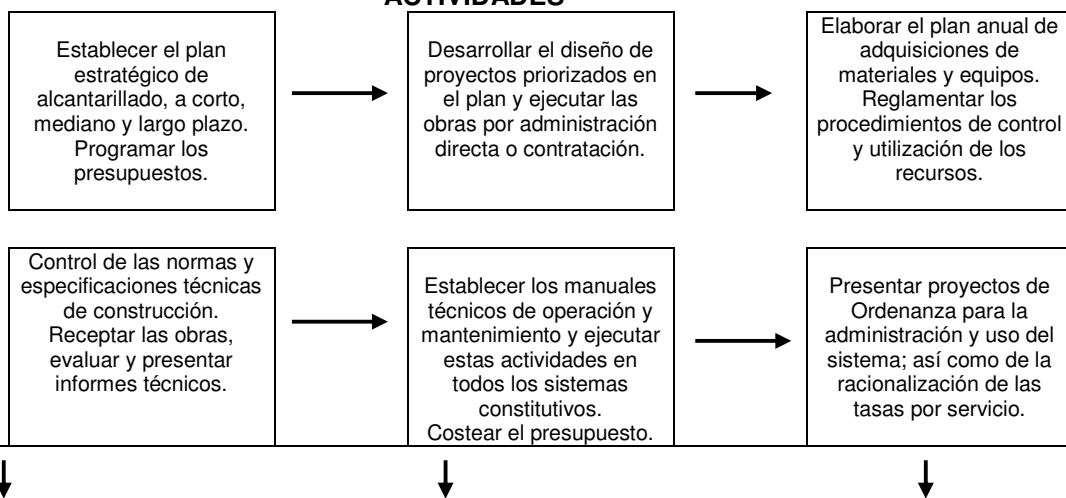 ACTIVIDADES
Establecer el plan
estratégico de
alcantarillado, a corto,
mediano y largo plazo.
Programar los
presupuestos.
Desarrollar el diseño de
proyectos priorizados en
el plan y ejecutar las
obras por administración
directa o contratación.
Elaborar el plan anual de
adquisiciones de
materiales y equipos.
Reglamentar los
procedimientos de control
y utilización de los
recursos.
Control de las normas y
especificaciones técnicas
de construcción.
Receptar las obras,
evaluar y presentar
informes técnicos.
Establecer los manuales
técnicos de operación y
mantenimiento y ejecutar
estas actividades en
todos los sistemas
constitutivos.
Costear el presupuesto.
Presentar proyectos de
Ordenanza para la
administración y uso del
sistema; así como de la
racionalización de las
tasas por servicio.